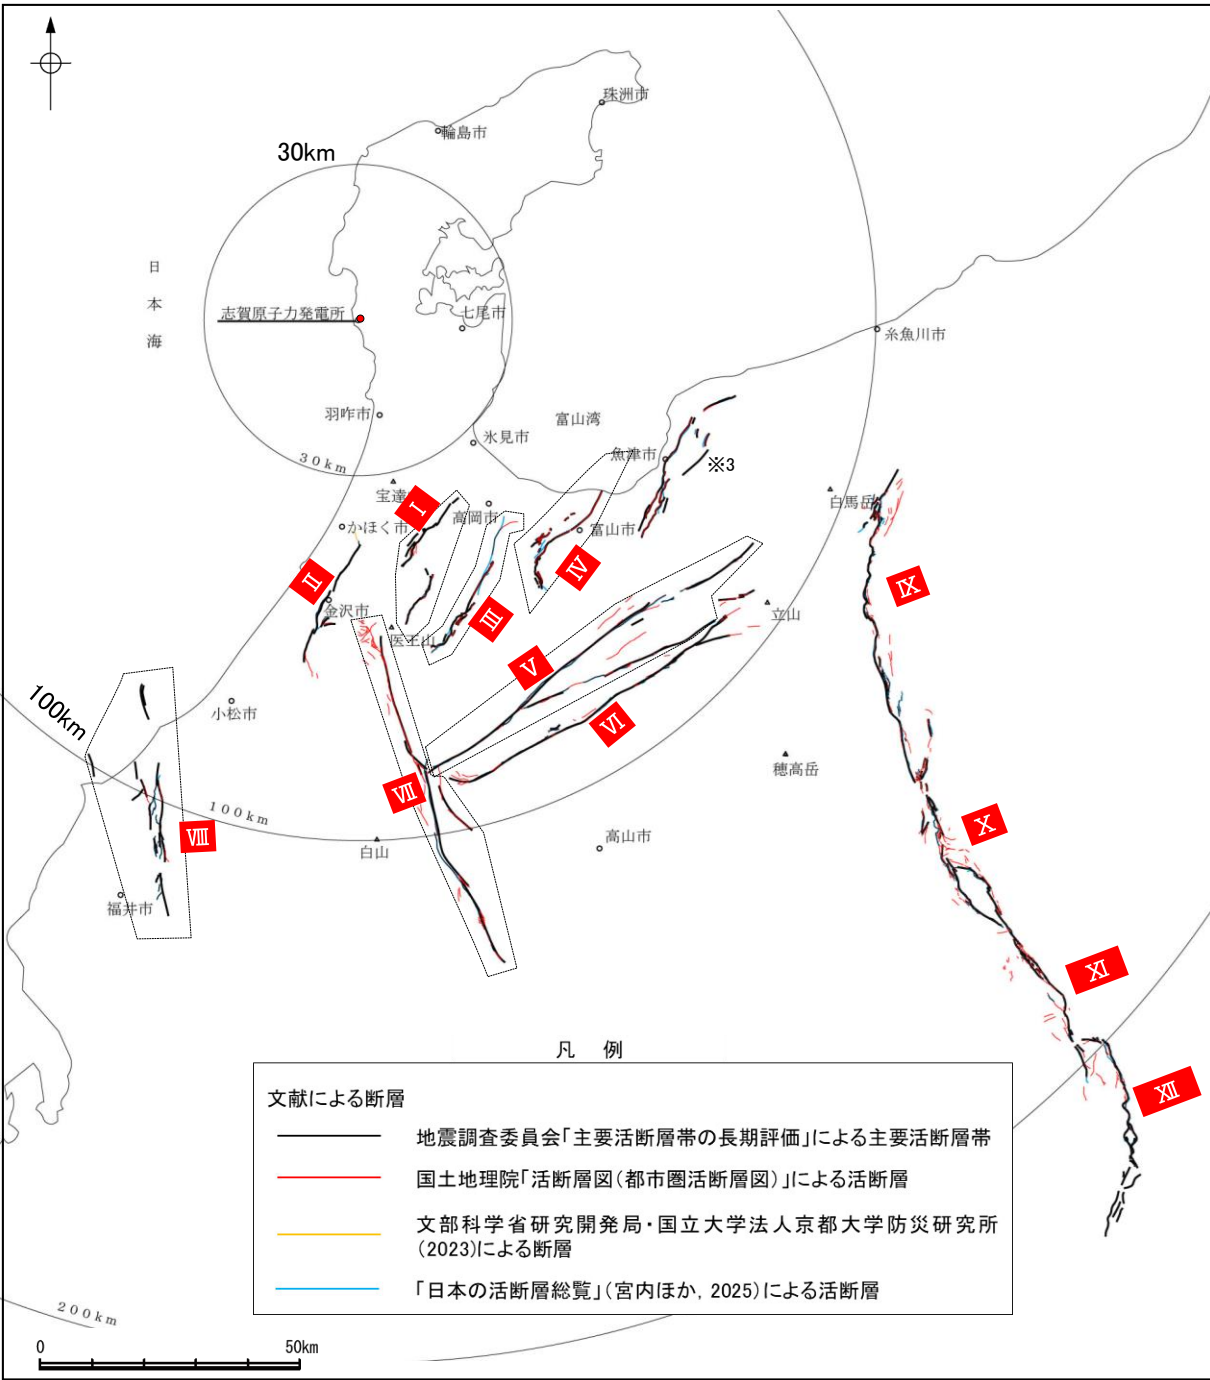 珠洲市
輪島市
30km
日本海
志賀原子力発電所
七尾市
糸魚川市
羽咋市
富山湾
氷見市
30km
魚津市
※3
宝達
Ⅰ
高岡市
白馬岳
かほく市
富山市
Ⅱ
Ⅳ
Ⅸ
金沢市
Ⅲ
立山
医王山
Ⅴ
100km
小松市
Ⅵ
穂高岳
Ⅶ
100km
Ⅹ
Ⅷ
高山市
白山
福井市
Ⅺ
Ⅻ
凡 例
文献による断層
地震調査委員会「主要活断層帯の長期評価」による主要活断層帯
国土地理院「活断層図(都市圏活断層図)」による活断層
文部科学省研究開発局・国立大学法人京都大学防災研究所
(2023)による断層
「日本の活断層総覧」(宮内ほか, 2025)による活断層
200km
0 50km